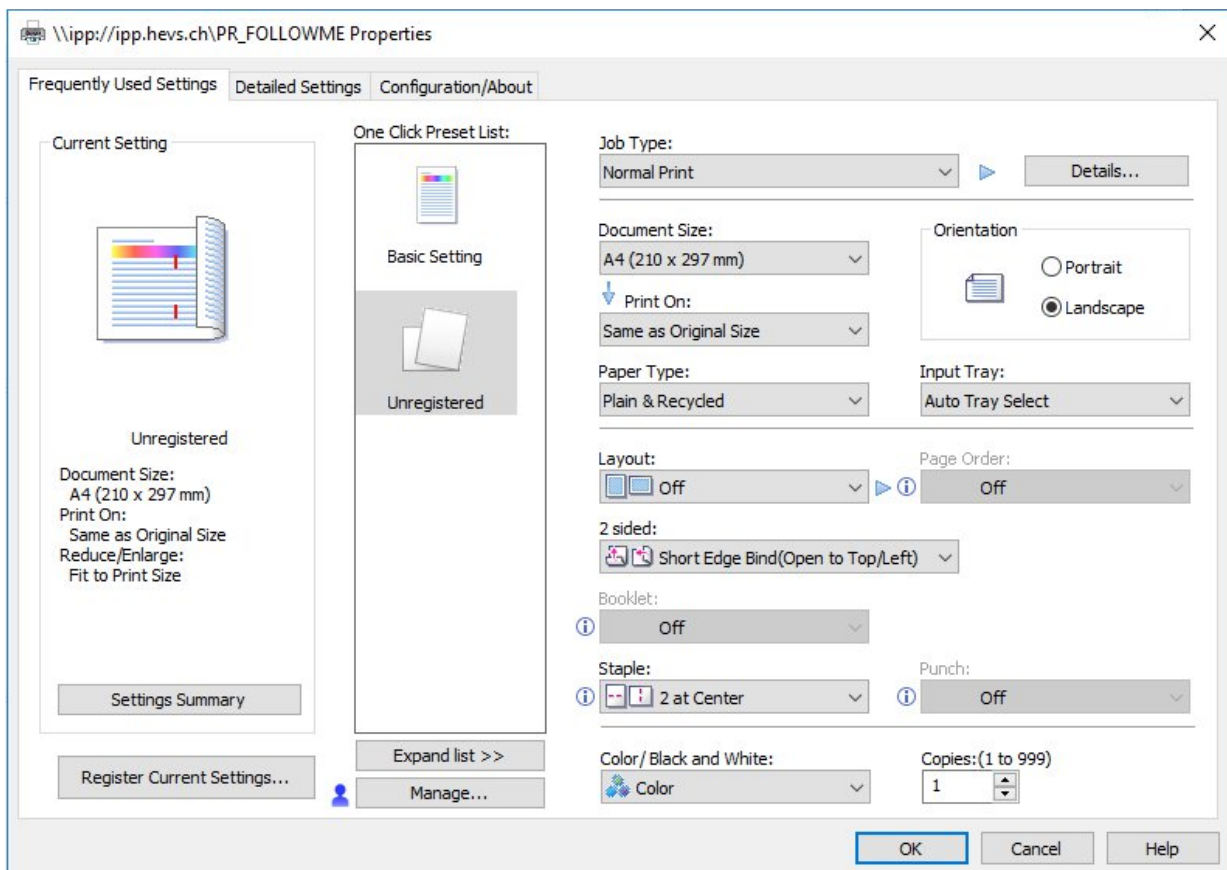 \\ipp://ipp.hevs.ch\PR_FOLLOWME Properties
Frequently Used Settings
Detailed Settings
Configuration/About
Current Setting
Unregistered
Document Size:
A4 (210 x 297 mm)
Print On:
Same as Original Size
Reduce/Enlarge:
Fit to Print Size
Settings Summary
Register Current Settings...
One Click Preset List:
Basic Setting
Unregistered
Expand list >>
Manage...
Job Type:
Normal Print
Details...
Document Size:
A4 (210 x 297 mm)
Print On:
Same as Original Size
Orientation
Portrait
Landscape
Paper Type:
Plain & Recycled
Input Tray:
Auto Tray Select
Layout:
Off
Page Order:
Off
2 sided:
Short Edge Bind(Open to Top/Left)
Booklet:
Off
Staple:
2 at Center
Punch:
Off
Color/ Black and White:
Color
Copies:(1 to 999)
1
OK
Cancel
Help